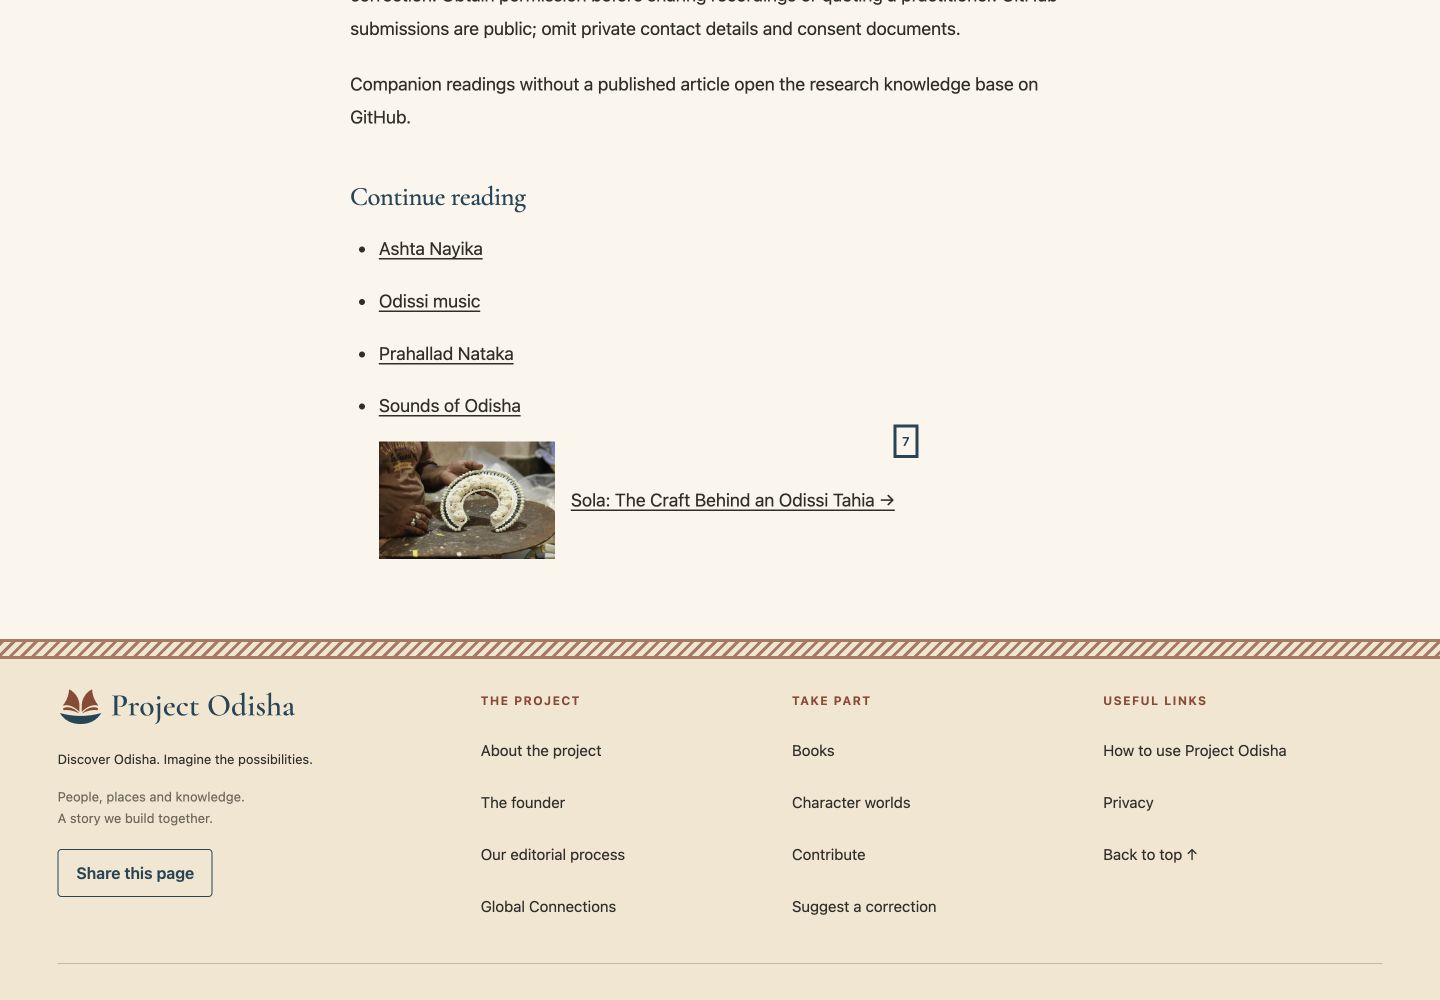 submissions are public; omit private contact details and consent documents.
Companion readings without a published article open the research knowledge base on
GitHub.
Continue reading
Ashta Nayika
Odissi music
Prahallad Nataka
Sounds of Odisha
7
Sola: The Craft Behind an Odissi Tahia →
Project Odisha
Discover Odisha. Imagine the possibilities.
People, places and knowledge.
A story we build together.
Share this page
THE PROJECT
About the project
The founder
Our editorial process
Global Connections
TAKE PART
Books
Character worlds
Contribute
Suggest a correction
USEFUL LINKS
How to use Project Odisha
Privacy
Back to top ↑